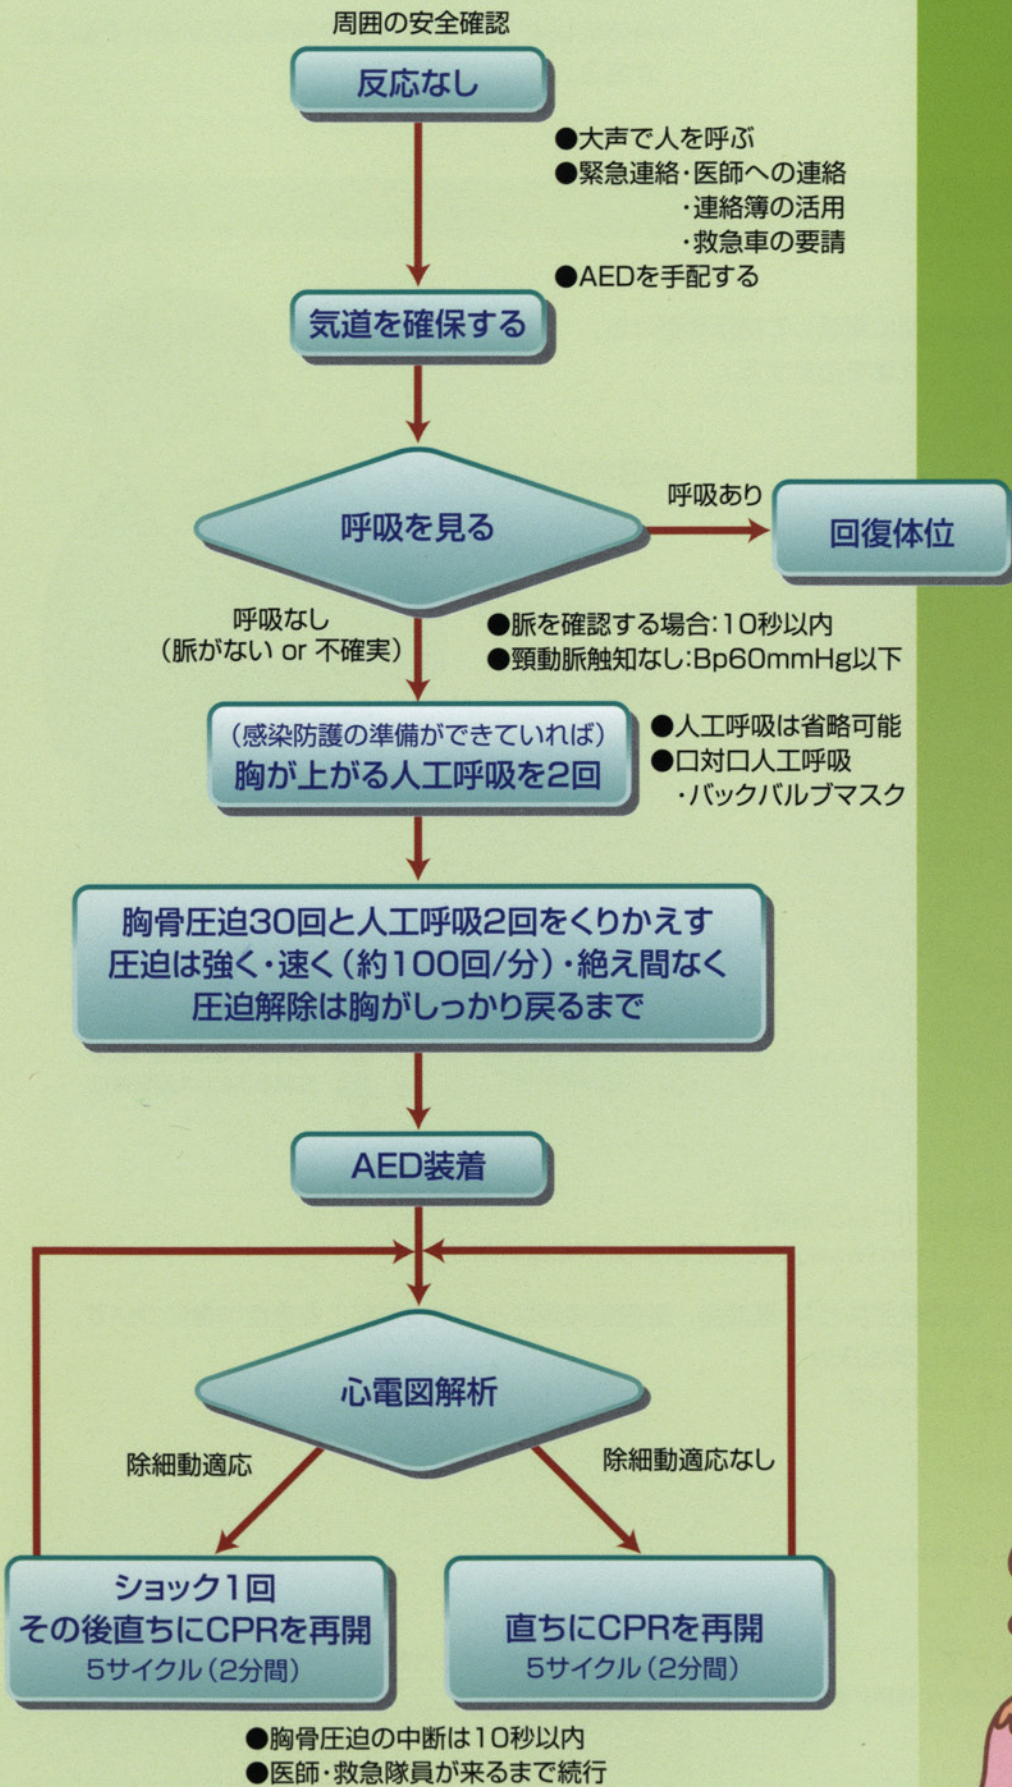 周囲の安全確認
反応なし
●大声で人を呼ぶ
●緊急連絡・医師への連絡
・連絡簿の活用
・救急車の要請
●AEDを手配する
気道を確保する
呼吸を見る
呼吸あり
回復体位
呼吸なし
(脈がない or 不確実)
●脈を確認する場合:10秒以内
●頸動脈触知なし:Bp60mmHg以下
(感染防護の準備ができていれば)
胸が上がる人工呼吸を2回
●人工呼吸は省略可能
●口対口人工呼吸
・バックバルブマスク
胸骨圧迫30回と人工呼吸2回をくりかえす
圧迫は強く・速く(約100回/分)・絶え間なく
圧迫解除は胸がしっかり戻るまで
AED装着
心電図解析
除細動適応
除細動適応なし
ショック1回
その後直ちにCPRを再開
5サイクル(2分間)
直ちにCPRを再開
5サイクル(2分間)
●胸骨圧迫の中断は10秒以内
●医師・救急隊員が来るまで続行